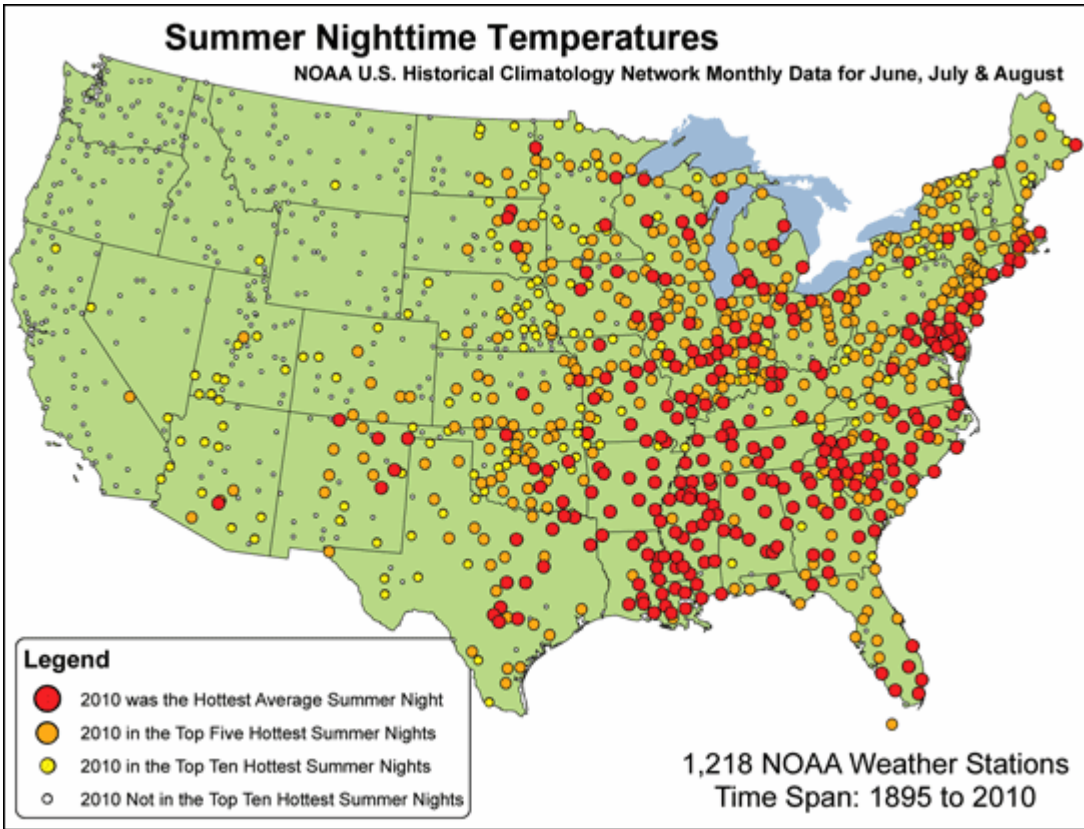 Summer Nighttime Temperatures
NOAA U.S. Historical Climatology Network Monthly Data for June, July & August
Legend
2010 was the Hottest Average Summer Night
2010 in the Top Five Hottest Summer Nights
2010 in the Top Ten Hottest Summer Nights
2010 Not in the Top Ten Hottest Summer Nights
1,218 NOAA Weather Stations
Time Span: 1895 to 2010